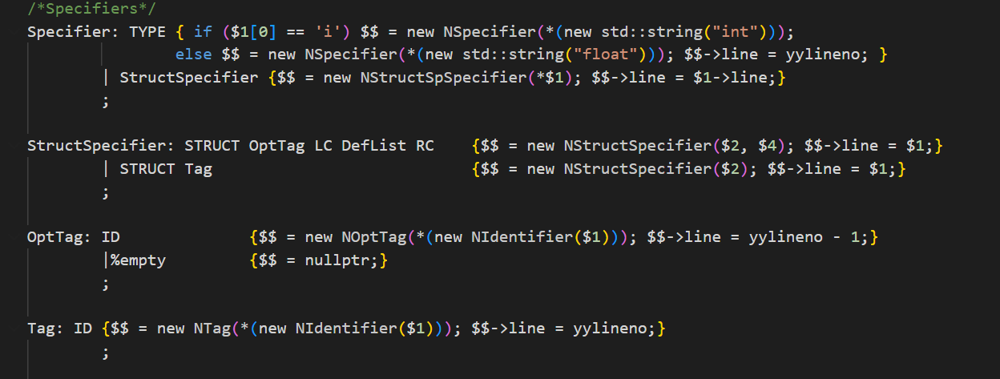 /*Specifiers*/
Specifier: TYPE { if ($1[0] == 'i') $$ = new NSpecifier(*(new std::string("int")));
else $$ = new NSpecifier(*(new std::string("float"))); $$->line = yylineno; }
| StructSpecifier {$$ = new NStructSpSpecifier(*$1); $$->line = $1->line;}
;
StructSpecifier: STRUCT OptTag LC DefList RC {$$ = new NStructSpecifier($2, $4); $$->line = $1;}
| STRUCT Tag {$$ = new NStructSpecifier($2); $$->line = $1;}
;
OptTag: ID {$$ = new NOptTag(*(new NIdentifier($1))); $$->line = yylineno - 1;}
|%empty {$$ = nullptr;}
;
Tag: ID {$$ = new NTag(*(new NIdentifier($1))); $$->line = yylineno;}
;